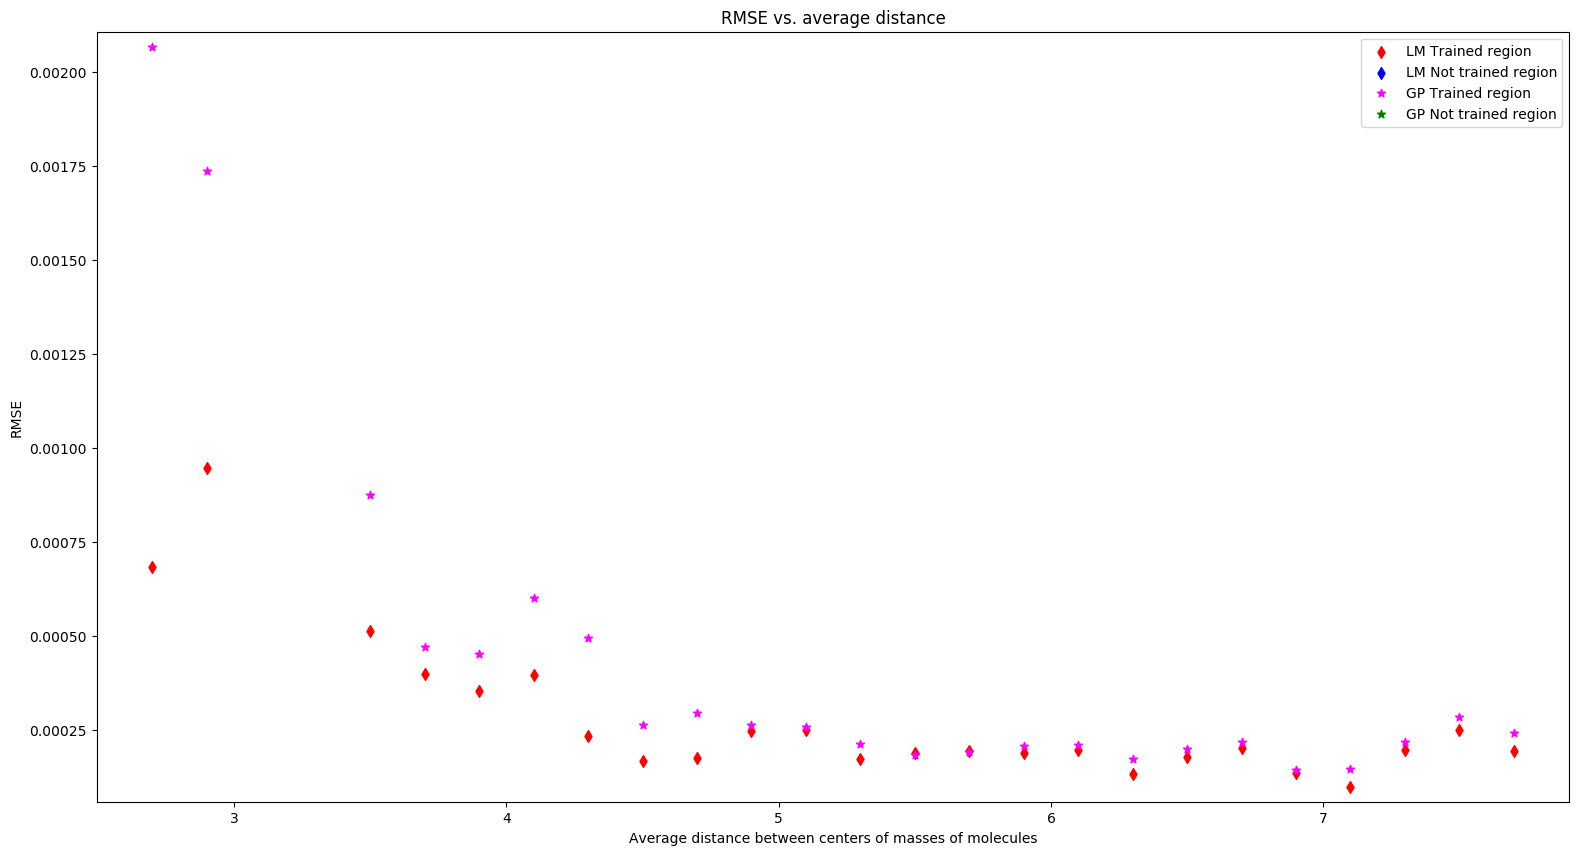 RMSE vs. average distance
LM Trained region
LM Not trained region
GP Trained region
GP Not trained region
0.00200
0.00175
0.00150
0.00125
0.00100
0.00075
0.00050
0.00025
RMSE
3 4 5 6 7
Average distance between centers of masses of molecules